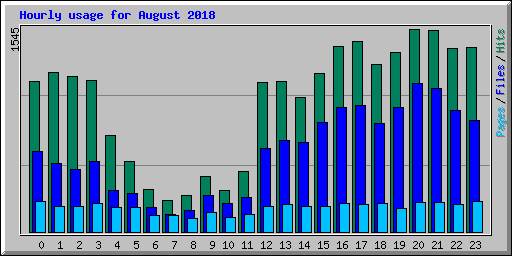 Hourly usage for August 2018
1545
Pages/Files/Hits
0 1 2 3 4 5 6 7 8 9 10 11 12 13 14 15 16 17 18 19 20 21 22 23